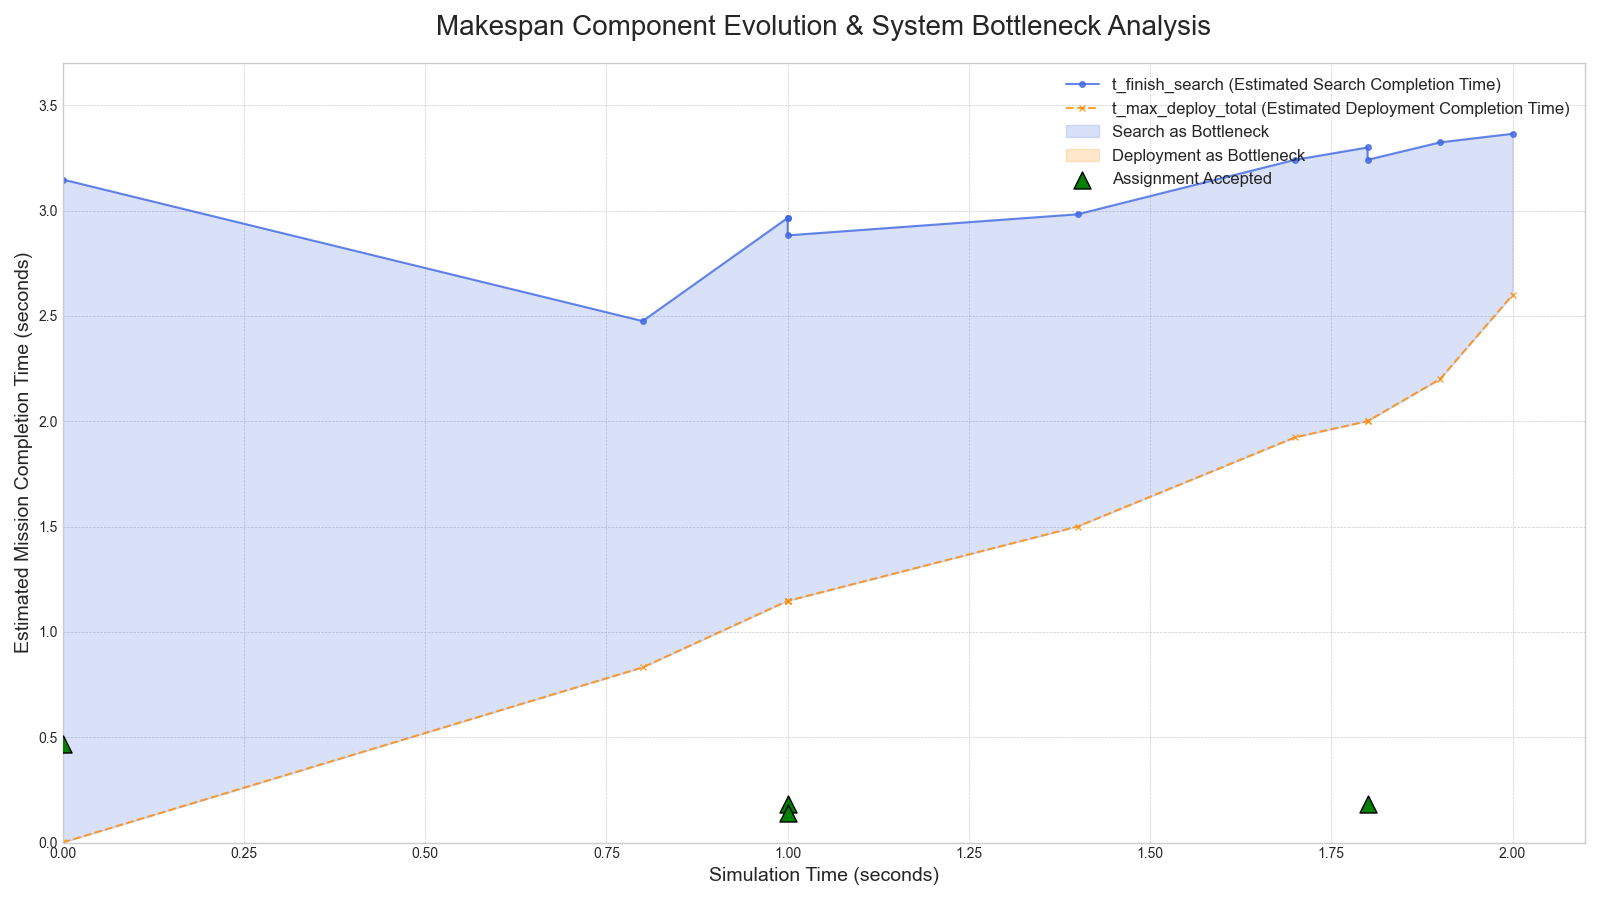 Makespan Component Evolution & System Bottleneck Analysis
t_finish_search (Estimated Search Completion Time)
t_max_deploy_total (Estimated Deployment Completion Time)
Search as Bottleneck
Deployment as Bottleneck
Assignment Accepted
Estimated Mission Completion Time (seconds)
3.5
3.0
2.5
2.0
1.5
1.0
0.5
0.0
0.00 0.25 0.50 0.75 1.00 1.25 1.50 1.75 2.00
Simulation Time (seconds)